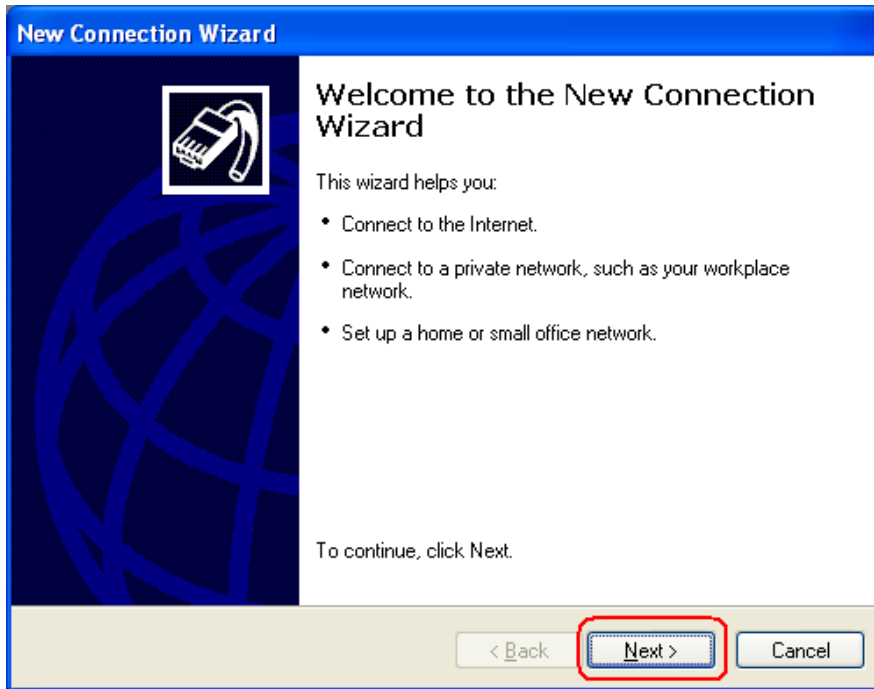 New Connection Wizard
Welcome to the New Connection
Wizard
This wizard helps you:
• Connect to the Internet.
• Connect to a private network, such as your workplace
network.
• Set up a home or small office network.
To continue, click Next.
< Back
Next >
Cancel